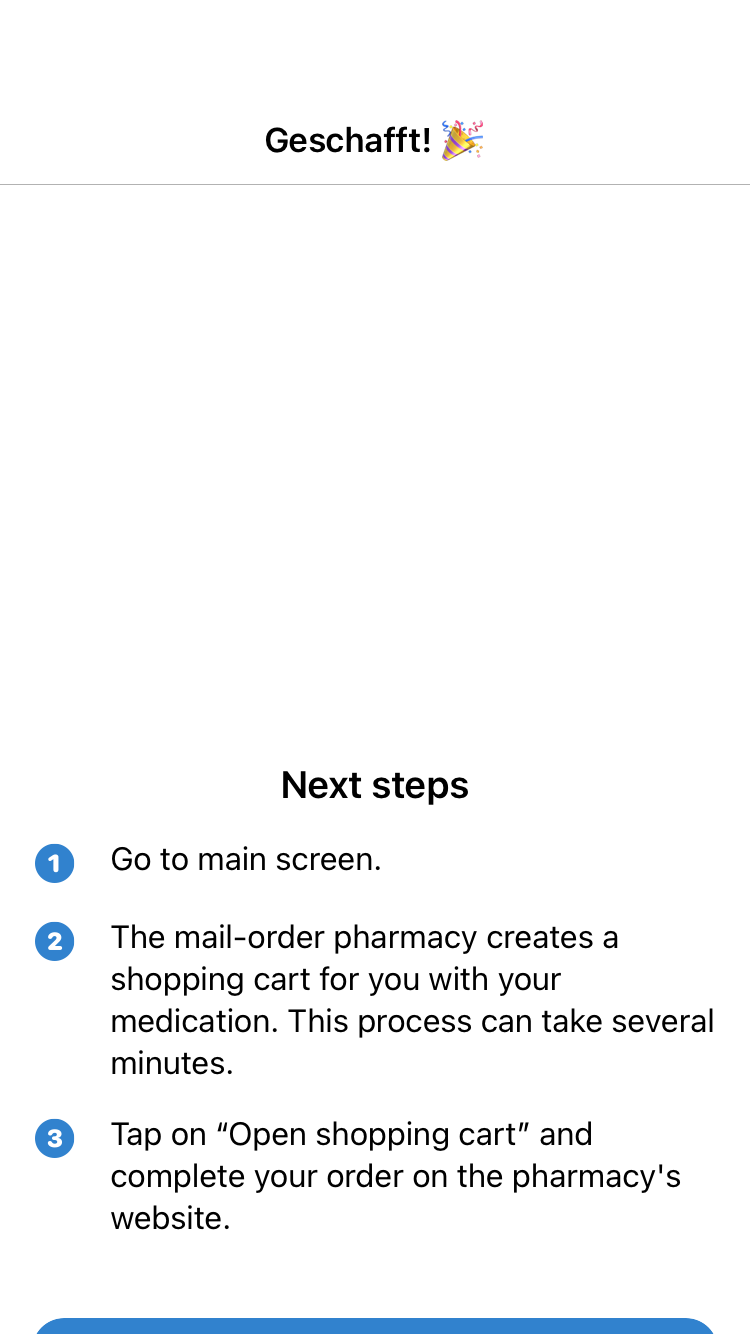 Geschafft! 🎉
Next steps
1 Go to main screen.
2 The mail-order pharmacy creates a
shopping cart for you with your
medication. This process can take several
minutes.
3 Tap on “Open shopping cart” and
complete your order on the pharmacy's
website.